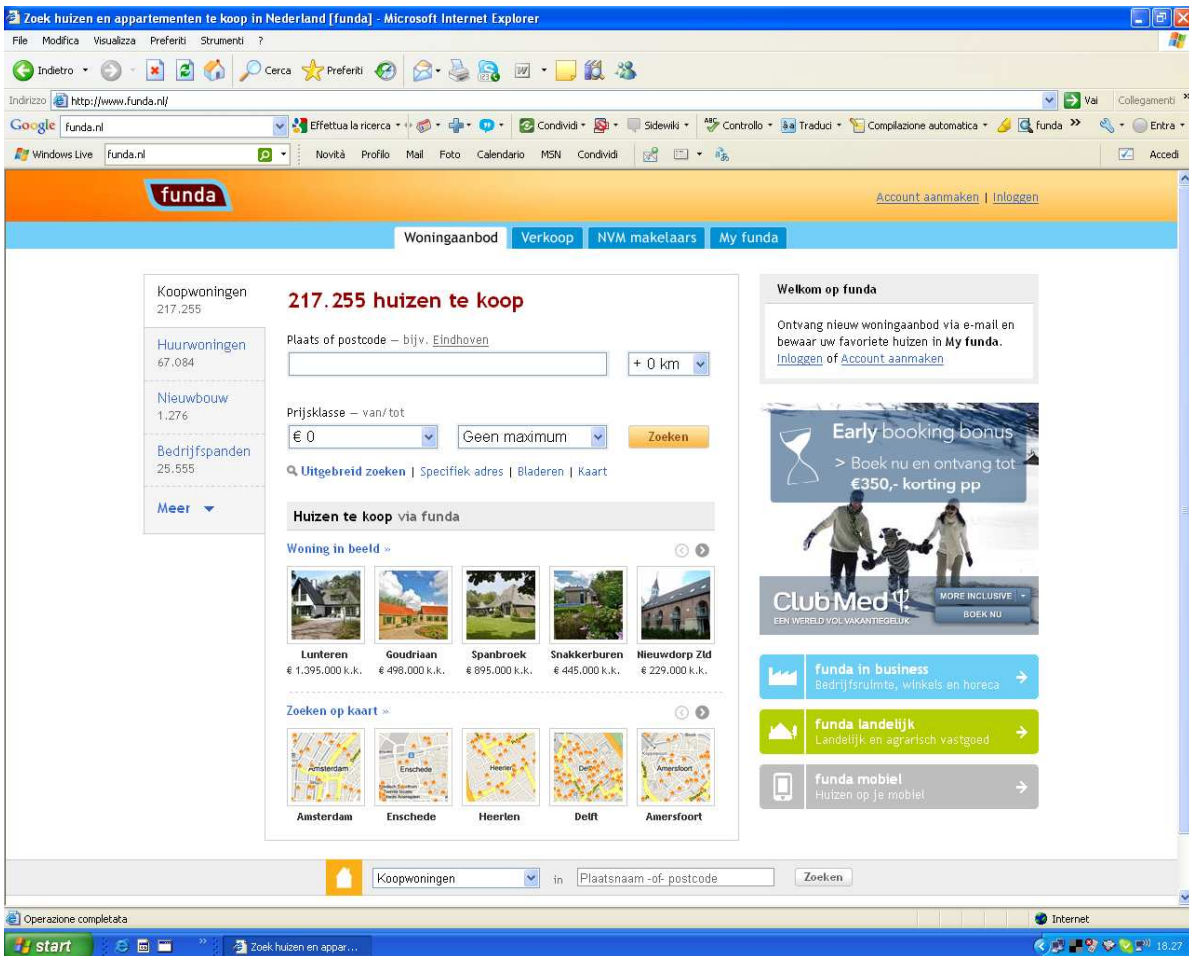 Zoek huizen en appartementen te koop in Nederland [funda] - Microsoft Internet Explorer
File Modifica Visualizza Preferiti Strumenti ?
Indietro Cerca Preferiti
Indirizzo http://www.funda.nl/ Vai Collegamenti »
Google funda.nl Effettua la ricerca Condividi Sidewiki Controllo Traduci Compilazione automatica funda » Entra
Windows Live funda.nl Novità Profilo Mail Foto Calendario MSN Condividi Accedi
funda
Account aanmaken | Inloggen
Woningaanbod Verkoop NVM makelaars My funda
Koopwoningen
217.255
Huurwoningen
67.084
Nieuwbouw
1.276
Bedrijfspanden
25.555
Meer
217.255 huizen te koop
Plaats of postcode – bijv. Eindhoven
+ 0 km
Prijsklasse – van/tot
€ 0 Geen maximum Zoeken
Uitgebreid zoeken | Specifiek adres | Bladeren | Kaart
Huizen te koop via funda
Woning in beeld »
Lunteren Goudriaan Spanbroek Snakkerburen Nieuwdorp Zld
€ 1.395.000 k.k. € 498.000 k.k. € 895.000 k.k. € 445.000 k.k. € 229.000 k.k.
Zoeken op kaart »
Amsterdam Enschede Heerlen Delft Amersfoort
Amsterdam Enschede Heerlen Delft Amersfoort
Welkom op funda
Ontvang nieuw woningaanbod via e-mail en
bewaar uw favoriete huizen in My funda.
Inloggen of Account aanmaken
Early booking bonus
> Boek nu en ontvang tot
€350,- korting pp
Club Med
EEN WERELD VOL VAKANTIEGELUK
MORE INCLUSIVE
BOEK NU
funda in business
Bedrijfsruimte, winkels en horeca
funda landelijk
Landelijk en agrarisch vastgoed
funda mobiel
Huizen op je mobiel
Koopwoningen in Plaatsnaam -of- postcode Zoeken
Operazione completata Internet
start » Zoek huizen en appar... 18.27